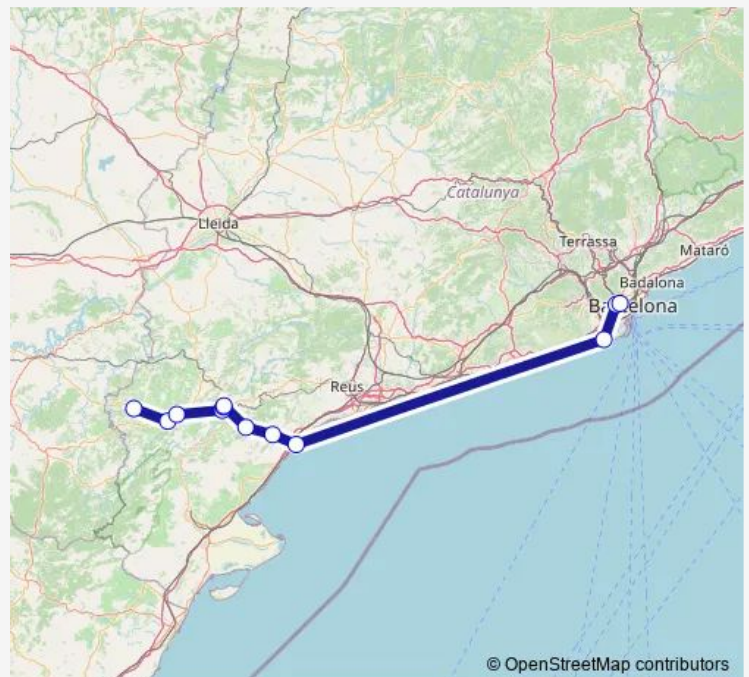 Catalunya
Lleida
Terrassa
Mataró
Badalona
Barcelona
Reus
© OpenStreetMap contributors